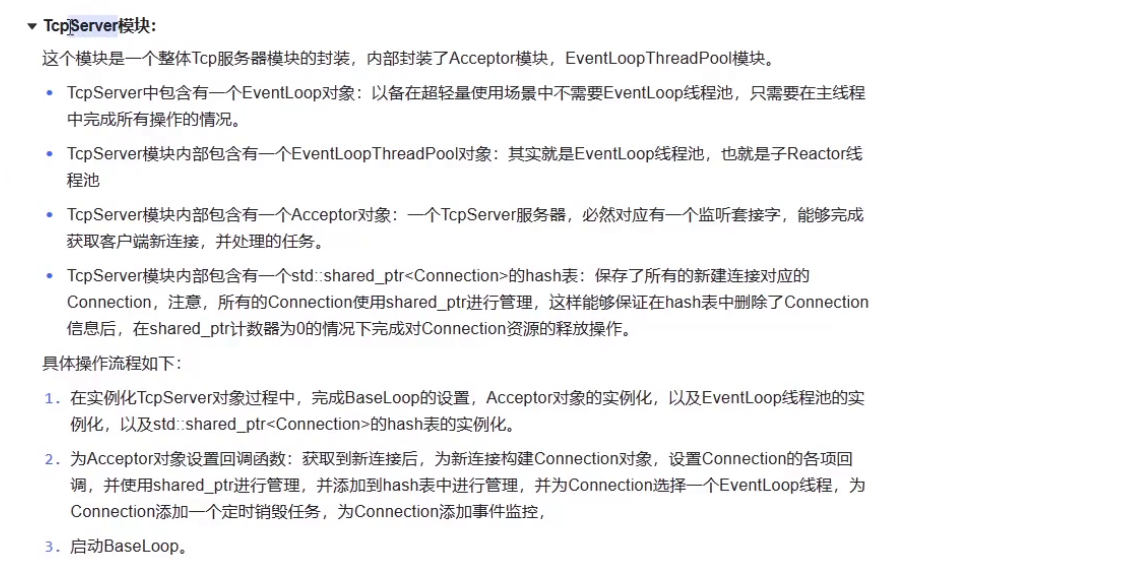 TcpServer模块：
这个模块是一个整体Tcp服务器模块的封装，内部封装了Acceptor模块，EventLoopThreadPool模块。
• TcpServer中包含有一个EventLoop对象：以备在超轻量使用场景中不需要EventLoop线程池，只需要在主线程
中完成所有操作的情况。
• TcpServer模块内部包含有一个EventLoopThreadPool对象：其实就是EventLoop线程池，也就是子Reactor线
程池
• TcpServer模块内部包含有一个Acceptor对象：一个TcpServer服务器，必然对应有一个监听套接字，能够完成
获取客户端新连接，并处理的任务。
• TcpServer模块内部包含有一个std::shared_ptr<Connection>的hash表：保存了所有的新建连接对应的
Connection，注意，所有的Connection使用shared_ptr进行管理，这样能够保证在hash表中删除了Connection
信息后，在shared_ptr计数器为0的情况下完成对Connection资源的释放操作。
具体操作流程如下：
1. 在实例化TcpServer对象过程中，完成BaseLoop的设置，Acceptor对象的实例化，以及EventLoop线程池的实
例化，以及std::shared_ptr<Connection>的hash表的实例化。
2. 为Acceptor对象设置回调函数：获取到新连接后，为新连接构建Connection对象，设置Connection的各项回
调，并使用shared_ptr进行管理，并添加到hash表中进行管理，并为Connection选择一个EventLoop线程，为
Connection添加一个定时销毁任务，为Connection添加事件监控，
3. 启动BaseLoop。